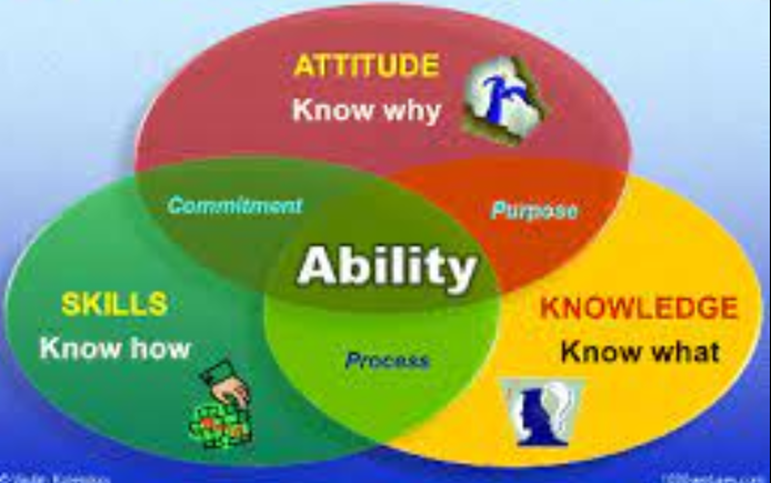 ATTITUDE
Know why
Commitment
Purpose
Ability
SKILLS
Know how
KNOWLEDGE
Know what
Process